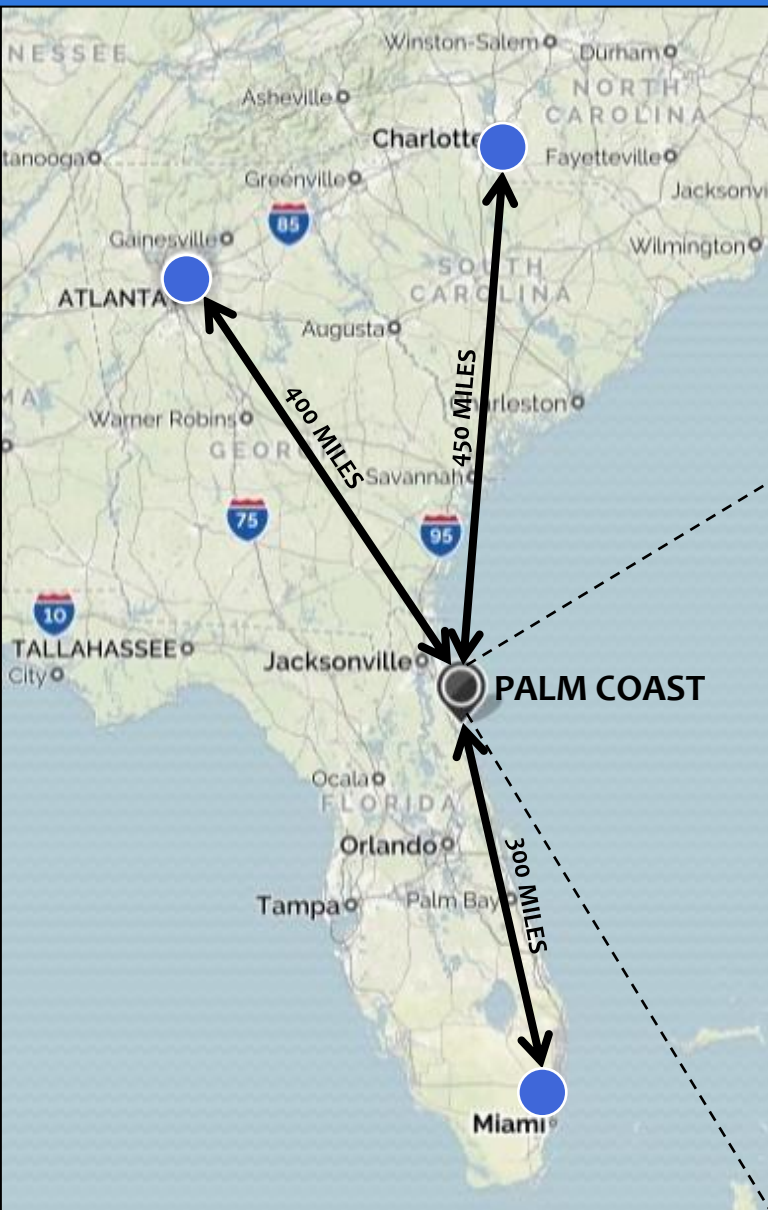 NESSEE
Winston-Salem
Durham
NORTH
CAROLINA
Asheville
Charlotte
tanooga
Fayetteville
Greenville
Jacksonvi
85
Gainesville
Wilmington
SOUTH
CAROLINA
ATLANTA
Augusta
MA
400 MILES
450 MILES
Charleston
Warner Robins
GEOR
Savannah
75
95
10
TALLAHASSEE
Jacksonville
City
PALM COAST
Ocala
FLORIDA
Orlando
300 MILES
Tampa
Palm Bay
Miami